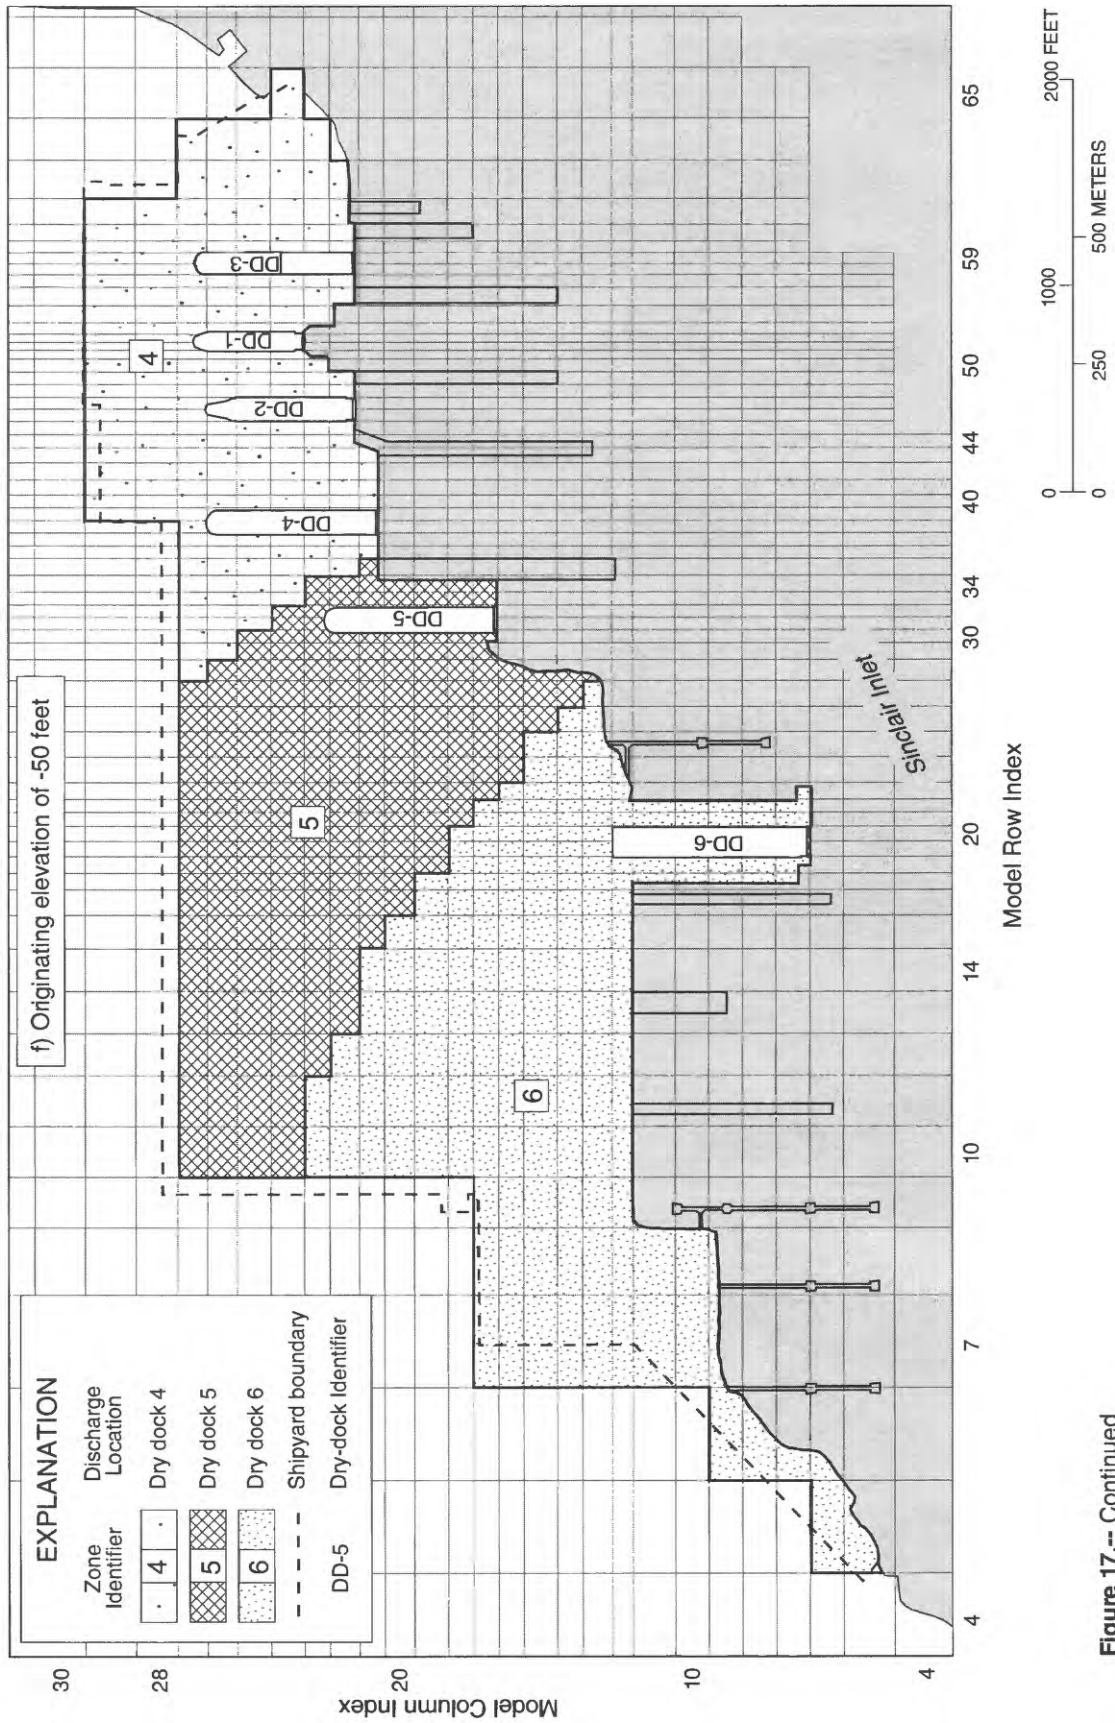 f) Originating elevation of -50 feet
EXPLANATION
Zone Identifier
Discharge Location
4 Dry dock 4
5 Dry dock 5
6 Dry dock 6
Shipyard boundary
DD-5 Dry-dock Identifier
4
5
6
DD-6
DD-5
DD-4
DD-2
DD-1
DD-3
Sinclair Inlet
Model Column Index
30
28
20
10
4
4
7
10
14
20
30
34
40
44
50
59
65
Model Row Index
0 1000 2000 FEET
0 250 500 METERS
Figure 17.-- Continued